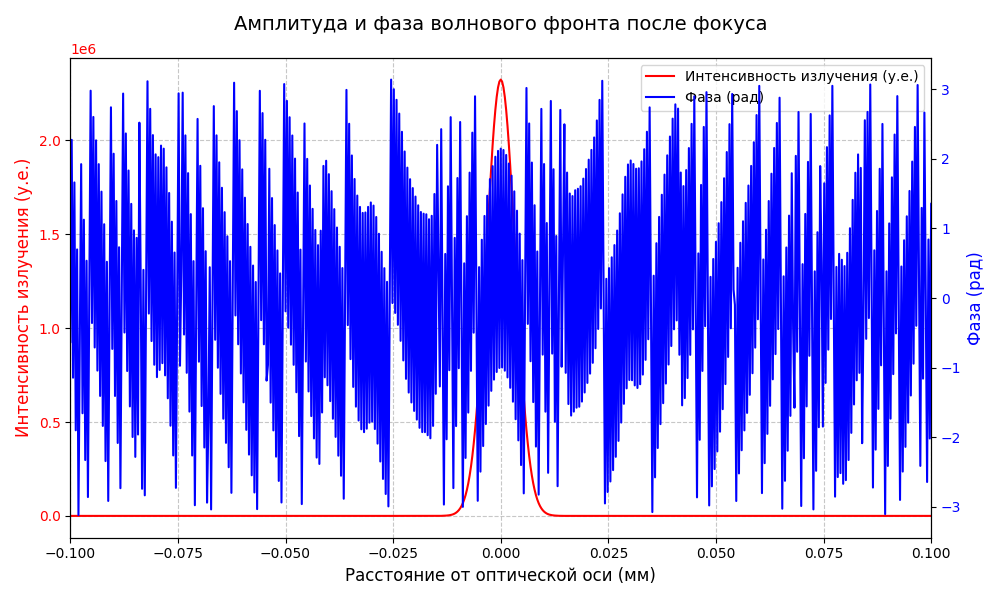 Амплитуда и фаза волнового фронта после фокуса
1e6
Интенсивность излучения (у.е.)
Фаза (рад)
Интенсивность излучения (у.е.)
2.0
1.5
1.0
0.5
0.0
3
2
1
0
−1
−2
−3
Фаза (рад)
−0.100 −0.075 −0.050 −0.025 0.000 0.025 0.050 0.075 0.100
Расстояние от оптической оси (мм)